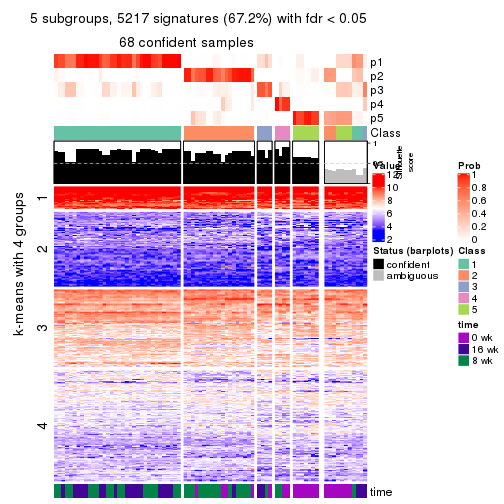 5 subgroups, 5217 signatures (67.2%) with fdr < 0.05
68 confident samples
p1
p2
p3
p4
p5
Class
1
Silhouette
score
k-means with 4 groups
1
2
3
4
time
Value
12
8
6
4
2
Status (barplots)
confident
ambiguous
Prob
1
0.8
0.6
0.4
0.2
0
Class
1
2
3
4
5
time
0 wk
16 wk
8 wk